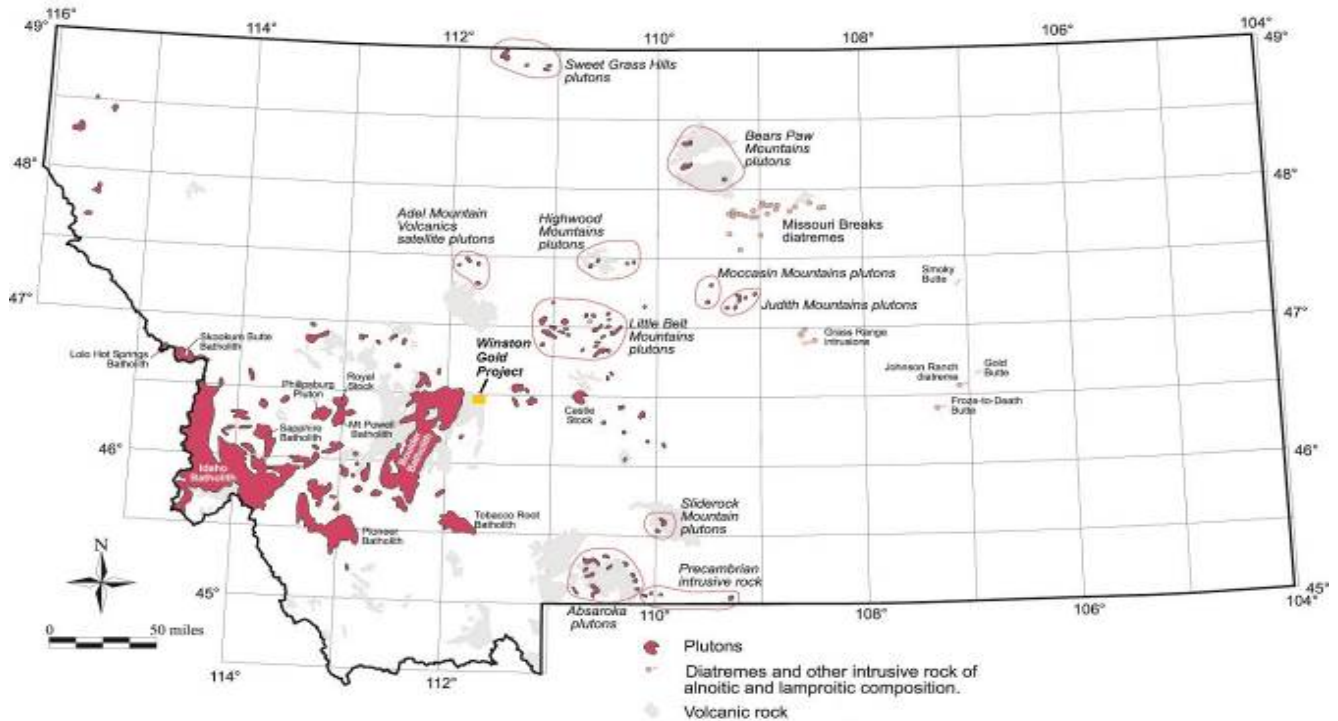 116°
114°
112°
110°
108°
106°
104°
49°
49°
Sweet Grass Hills
plutons
Bears Paw
Mountains
plutons
48°
48°
Adel Mountain
Volcanics
satellite plutons
Highwood
Mountains
plutons
Missouri Breaks
diatremes
Moccasin Mountains plutons
Smoky
Butte
Judith Mountains plutons
47°
47°
Skookum Butte
Batholith
Lolo Hot Springs
Batholith
Little Belt
Mountains
plutons
Grass Range
Intrusions
Winston
Gold
Project
Royal
Stock
Philipsburg
Pluton
Johnson Ranch
diatreme
Gold
Butte
Froze-to-Death
Butte
Castle
Stock
Mt Powell
Batholith
Sapphire
Batholith
Boulder
Batholith
46°
46°
Idaho
Batholith
Sliderock
Mountain
plutons
Tobacco Root
Batholith
Pioneer
Batholith
Precambrian
intrusive rock
N
45°
45°
Absaroka
plutons
110°
108°
106°
104°
0
50 miles
114°
112°
Plutons
Diatremes and other intrusive rock of
alnoitic and lamproitic composition.
Volcanic rock